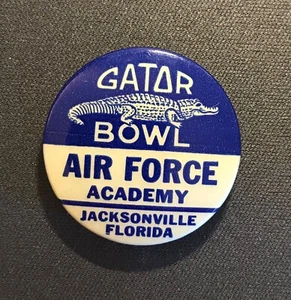 GATOR
BOWL
AIR FORCE
ACADEMY
JACKSONVILLE
FLORIDA